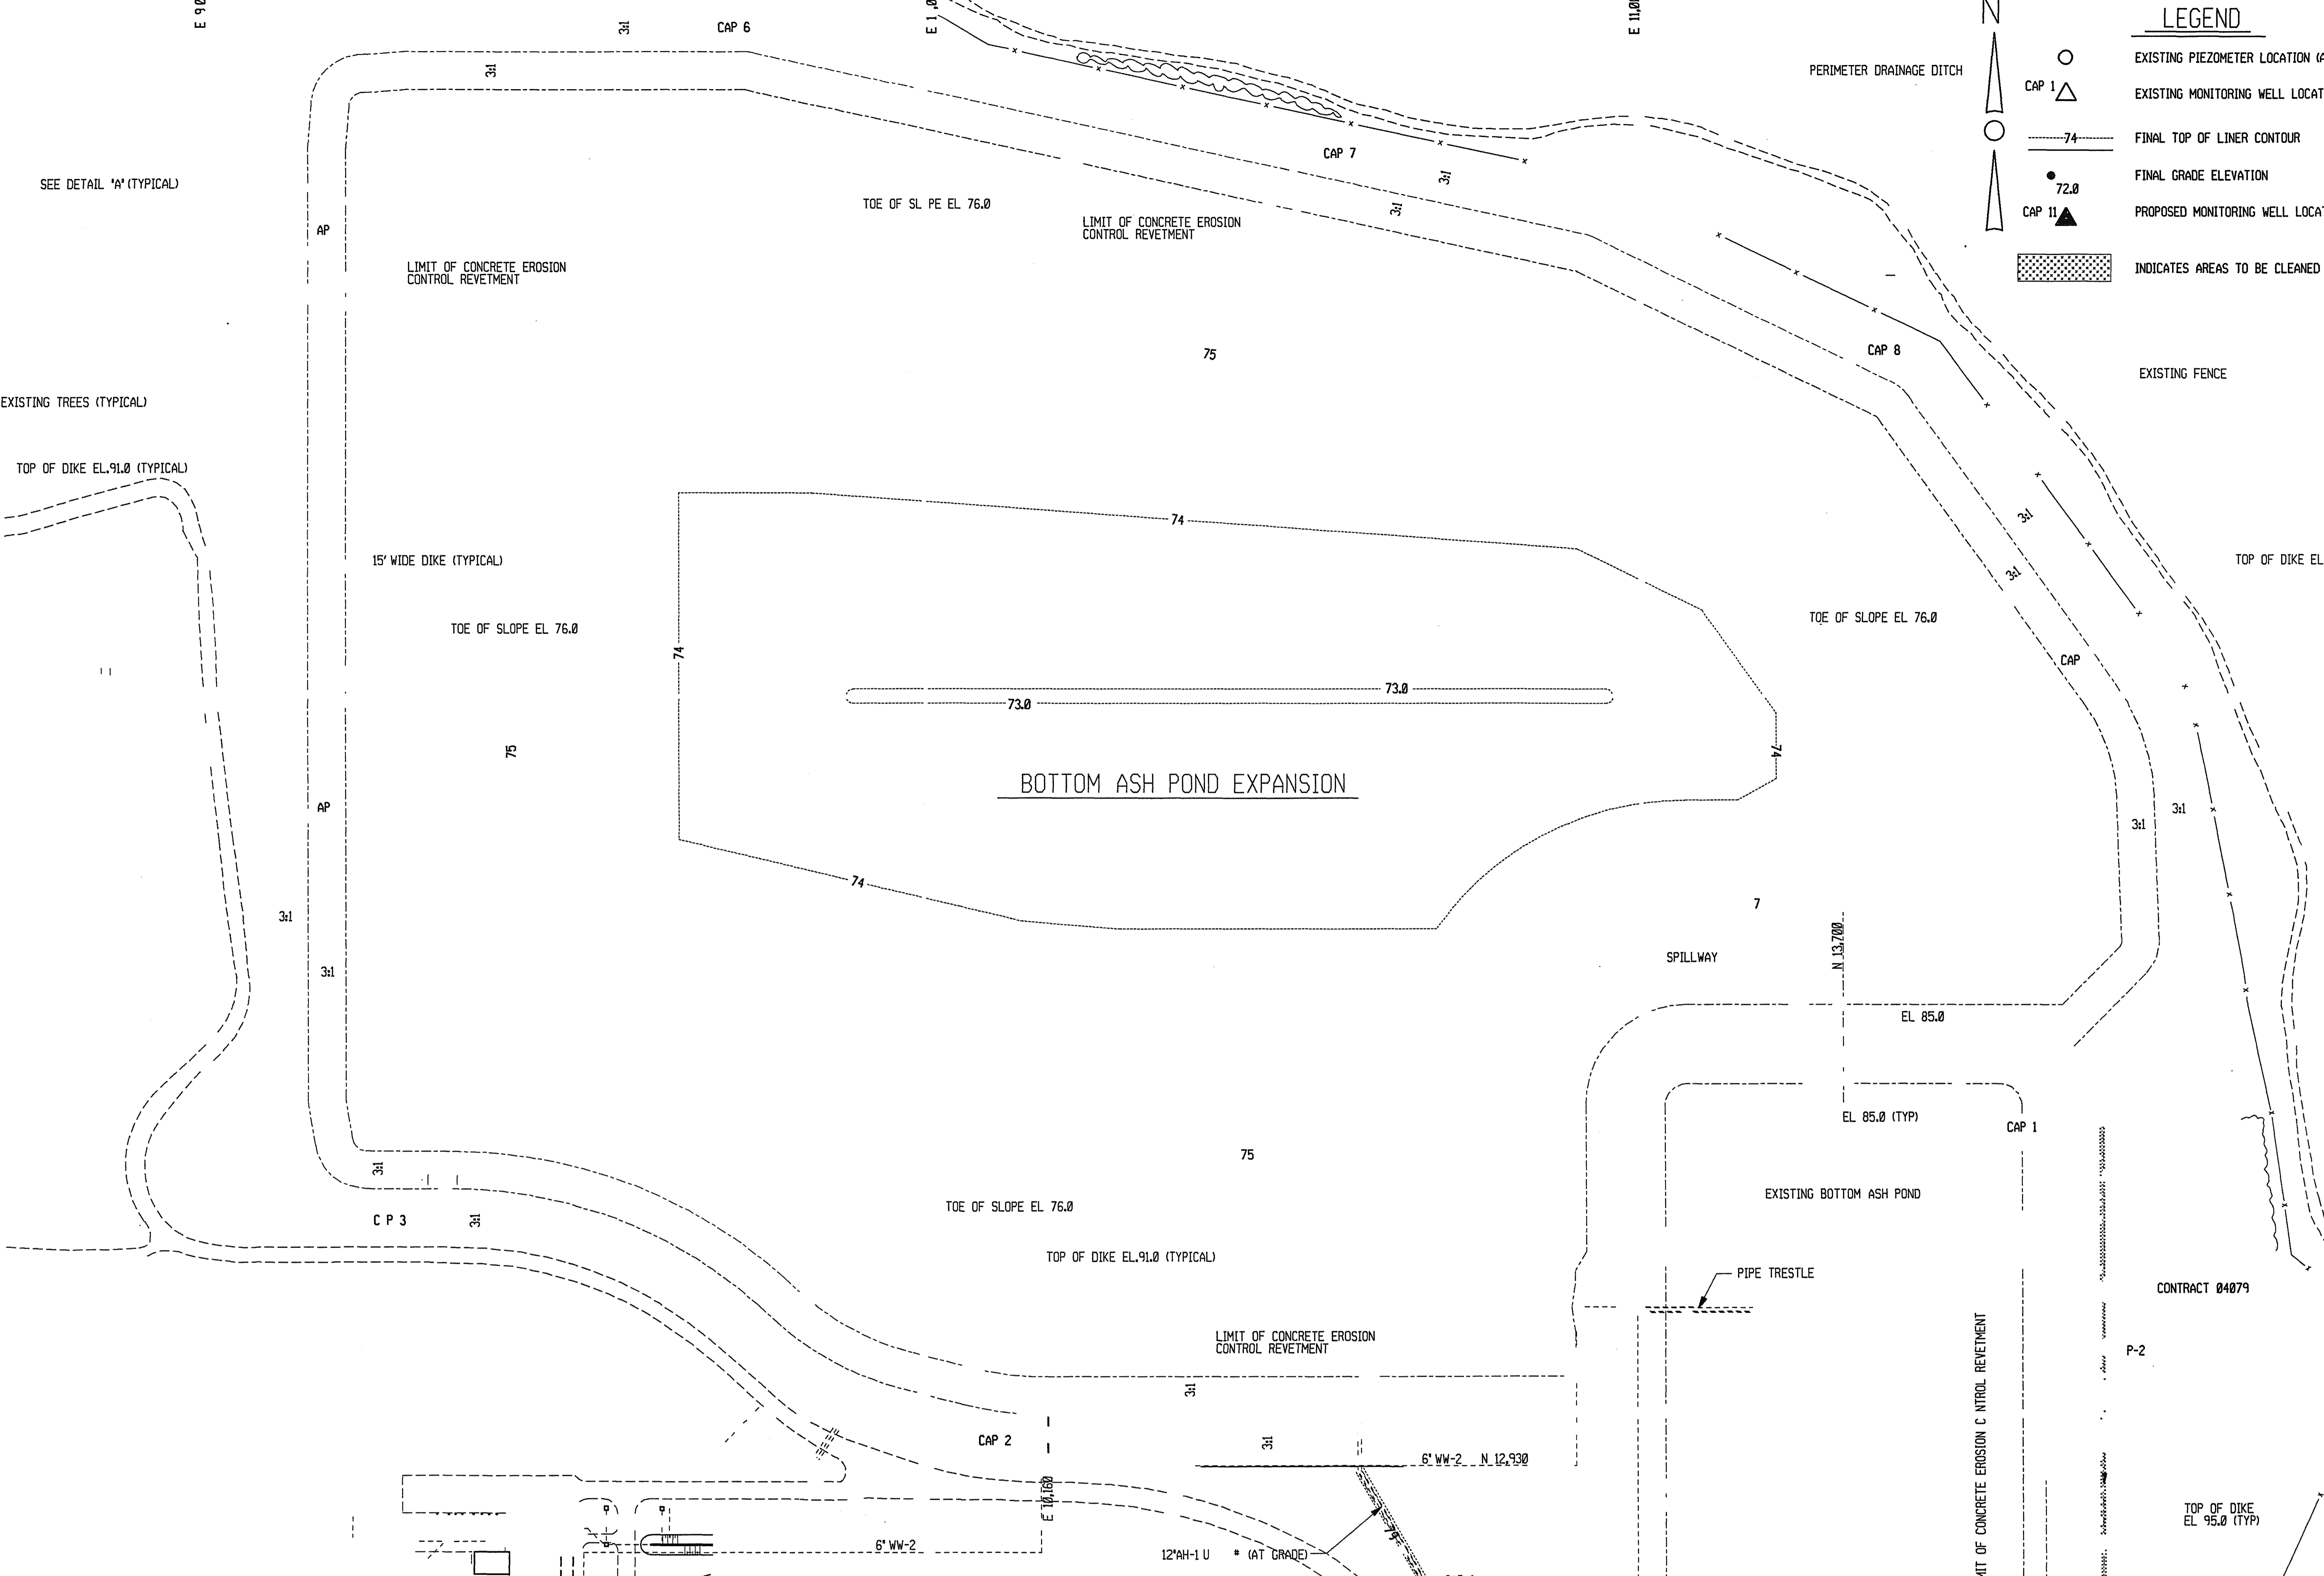 CAP 6
3:1
3:1
N
LEGEND
EXISTING PIEZOMETER LOCATION
CAP 1
EXISTING MONITORING WELL
74
FINAL TOP OF LINER CONTOUR
72.0
FINAL GRADE ELEVATION
CAP 11
PROPOSED MONITORING WELL
INDICATES AREAS TO BE CLEANED
PERIMETER DRAINAGE DITCH
CAP 7
3:1
3:1
SEE DETAIL "A" (TYPICAL)
TOE OF SL PE EL 76.0
LIMIT OF CONCRETE EROSION
CONTROL REVETMENT
AP
LIMIT OF CONCRETE EROSION
CONTROL REVETMENT
75
CAP 8
EXISTING FENCE
EXISTING TREES (TYPICAL)
TOP OF DIKE EL.91.0 (TYPICAL)
74
3:1
15' WIDE DIKE (TYPICAL)
TOP OF DIKE EL
3:1
TOE OF SLOPE EL 76.0
TOE OF SLOPE EL 76.0
74
CAP
73.0
73.0
75
74
BOTTOM ASH POND EXPANSION
AP
3:1
3:1
74
3:1
7
N 13,700
SPILLWAY
3:1
EL 85.0
EL 85.0 (TYP)
CAP 1
75
3:1
EXISTING BOTTOM ASH POND
TOE OF SLOPE EL 76.0
C P 3
3:1
TOP OF DIKE EL.91.0 (TYPICAL)
PIPE TRESTLE
CONTRACT 04079
LIMIT OF CONCRETE EROSION
CONTROL REVETMENT
P-2
3:1
CAP 2
3:1
6" WW-2 N 12,930
OF CONCRETE EROSION C NTROL REVETMENT
E 10,160
TOP OF DIKE
EL 95.0 (TYP)
79
6" WW-2
12"AH-1 U # (AT GRADE)